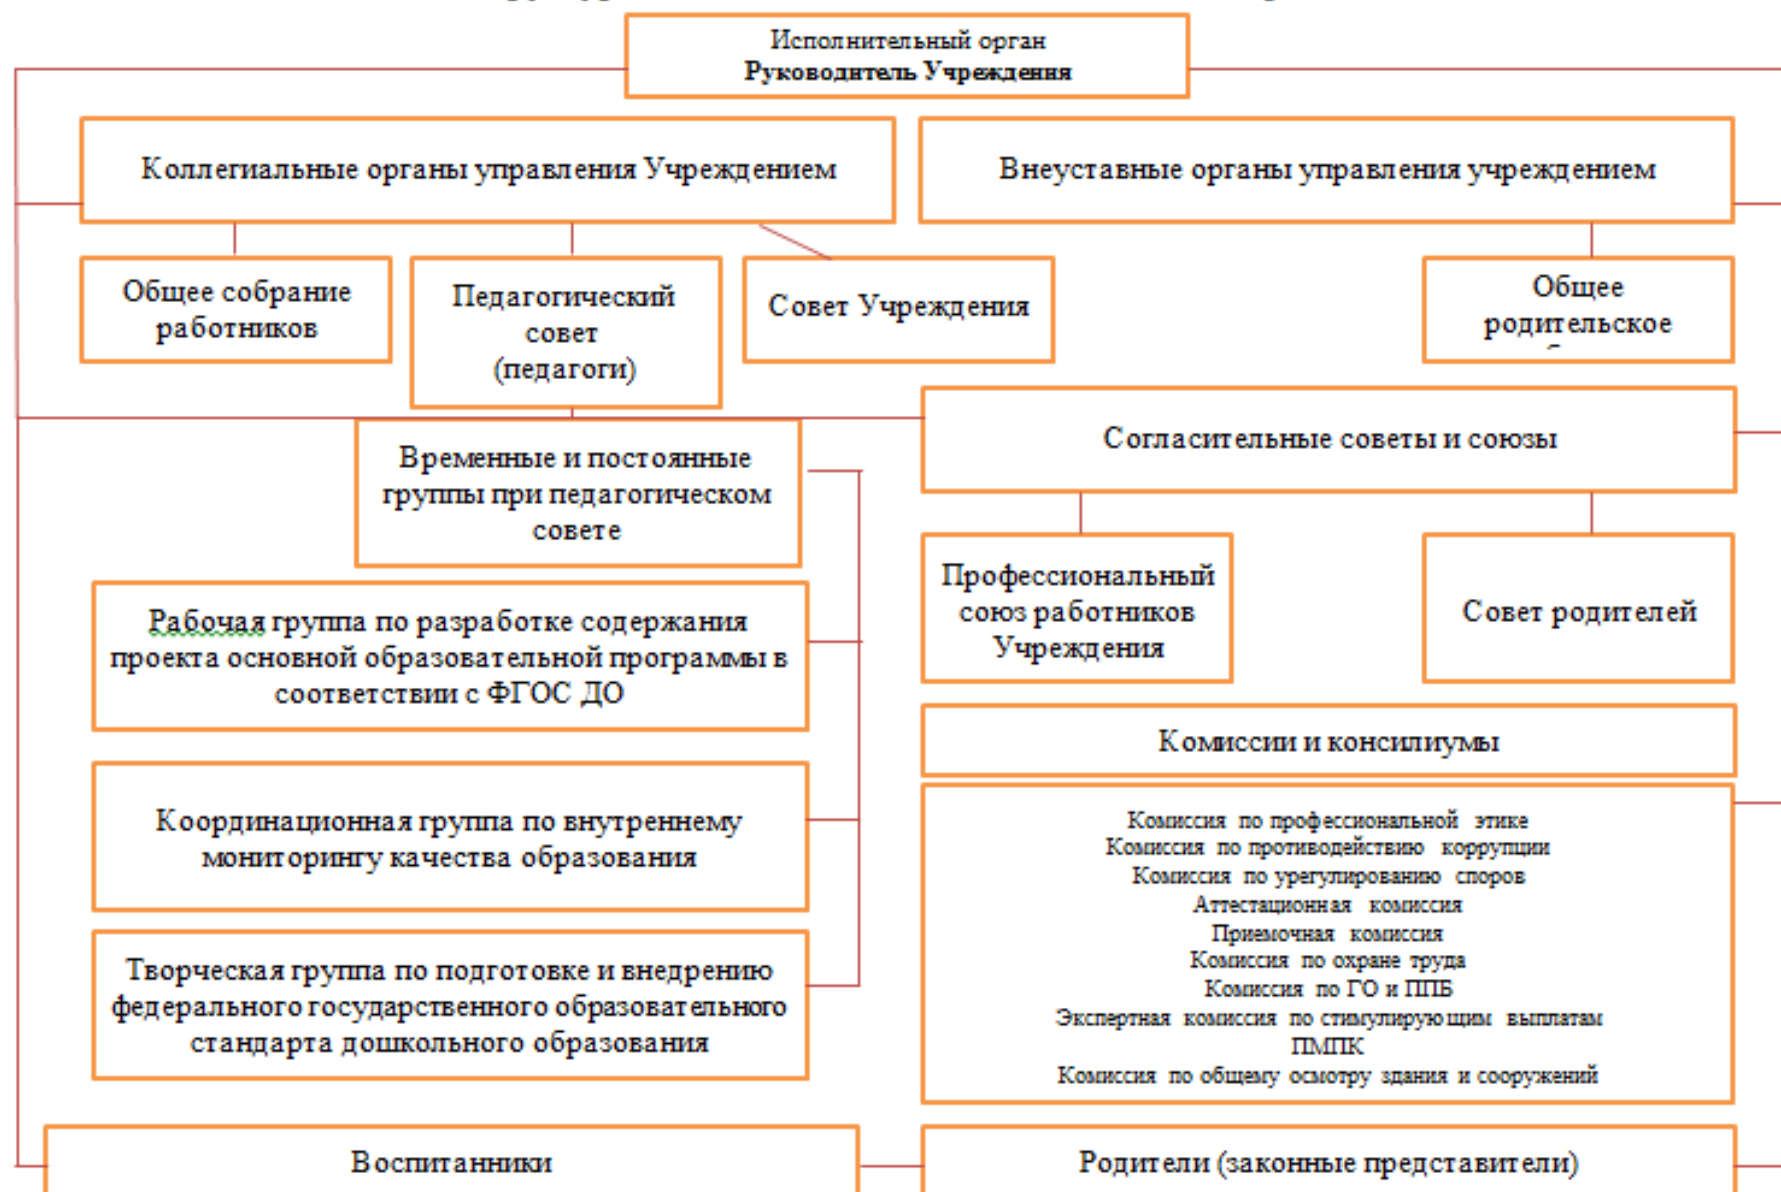 Исполнительный орган
Руководитель Учреждения
Коллегиальные органы управления Учреждением
Внеуставные органы управления учреждением
Общее собрание
работников
Педагогический
совет
(педагоги)
Совет Учреждения
Общее
родительское
Временные и постоянные
группы при педагогическом
совете
Согласительные советы и союзы
Профессиональный
союз работников
Учреждения
Совет родителей
Рабочая группа по разработке содержания
проекта основной образовательной программы в
соответствии с ФГОС ДО
Координационная группа по внутреннему
мониторингу качества образования
Творческая группа по подготовке и внедрению
федерального государственного образовательного
стандарта дошкольного образования
Комиссии и консилиумы
Комиссия по профессиональной этике
Комиссия по противодействию коррупции
Комиссия по урегулированию споров
Аттестационная комиссия
Приемочная комиссия
Комиссия по охране труда
Комиссия по ГО и ППБ
Экспертная комиссия по стимулирующим выплатам
ПМПК
Комиссия по общему осмотру здания и сооружений
Воспитанники
Родители (законные представители)